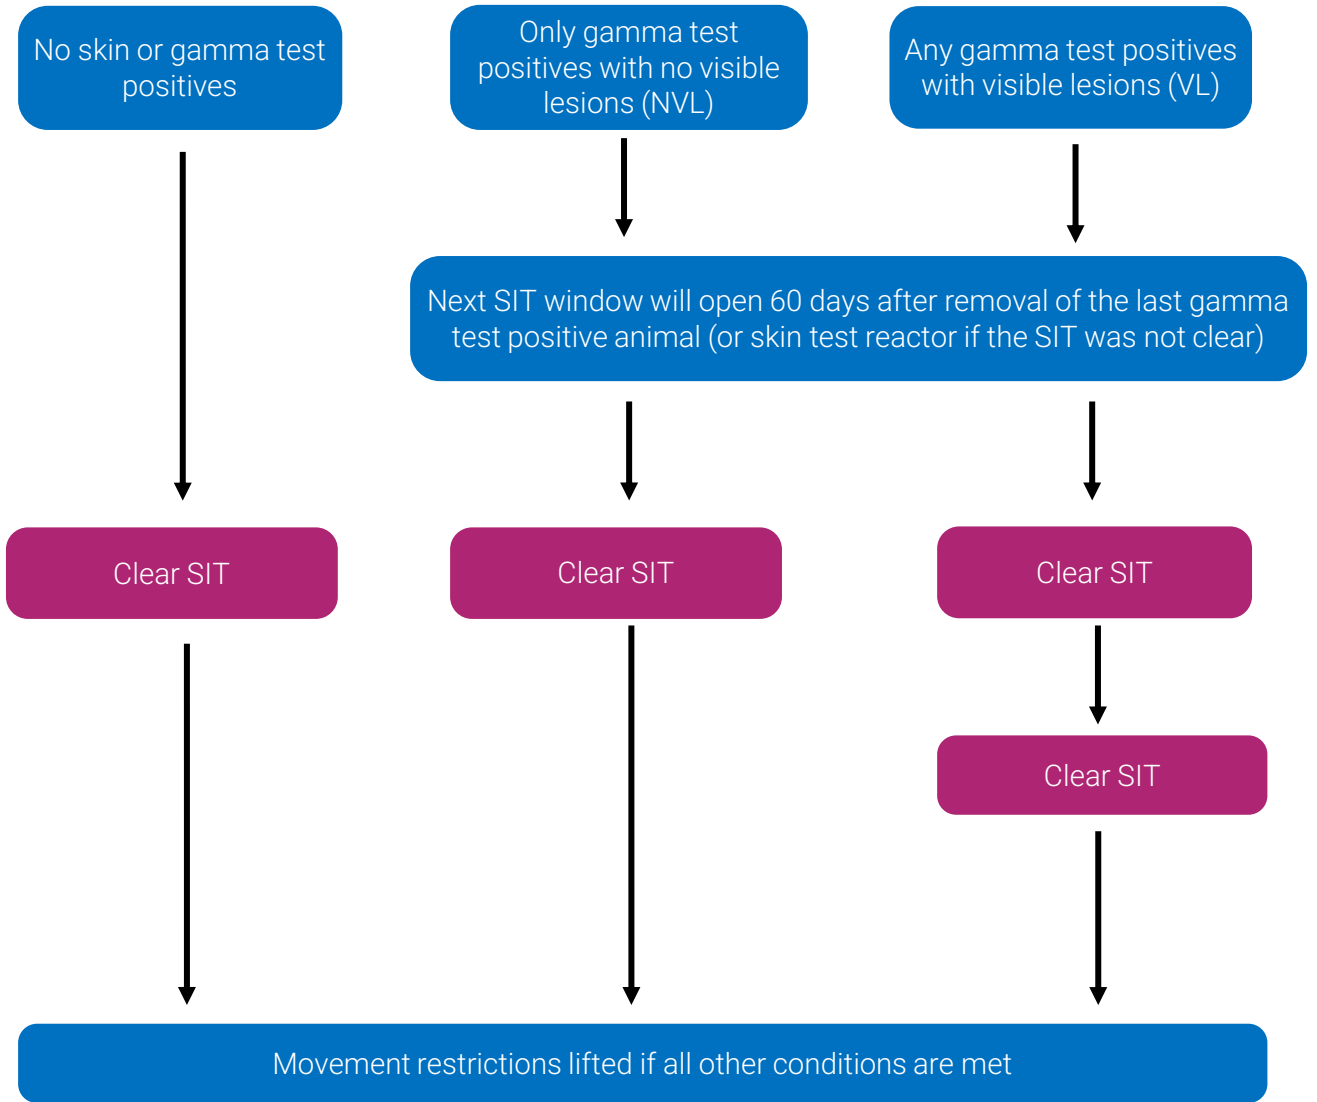 No skin or gamma test
positives
Only gamma test
positives with no visible
lesions (NVL)
Any gamma test positives
with visible lesions (VL)
Next SIT window will open 60 days after removal of the last gamma
test positive animal (or skin test reactor if the SIT was not clear)
Clear SIT
Clear SIT
Clear SIT
Clear SIT
Movement restrictions lifted if all other conditions are met